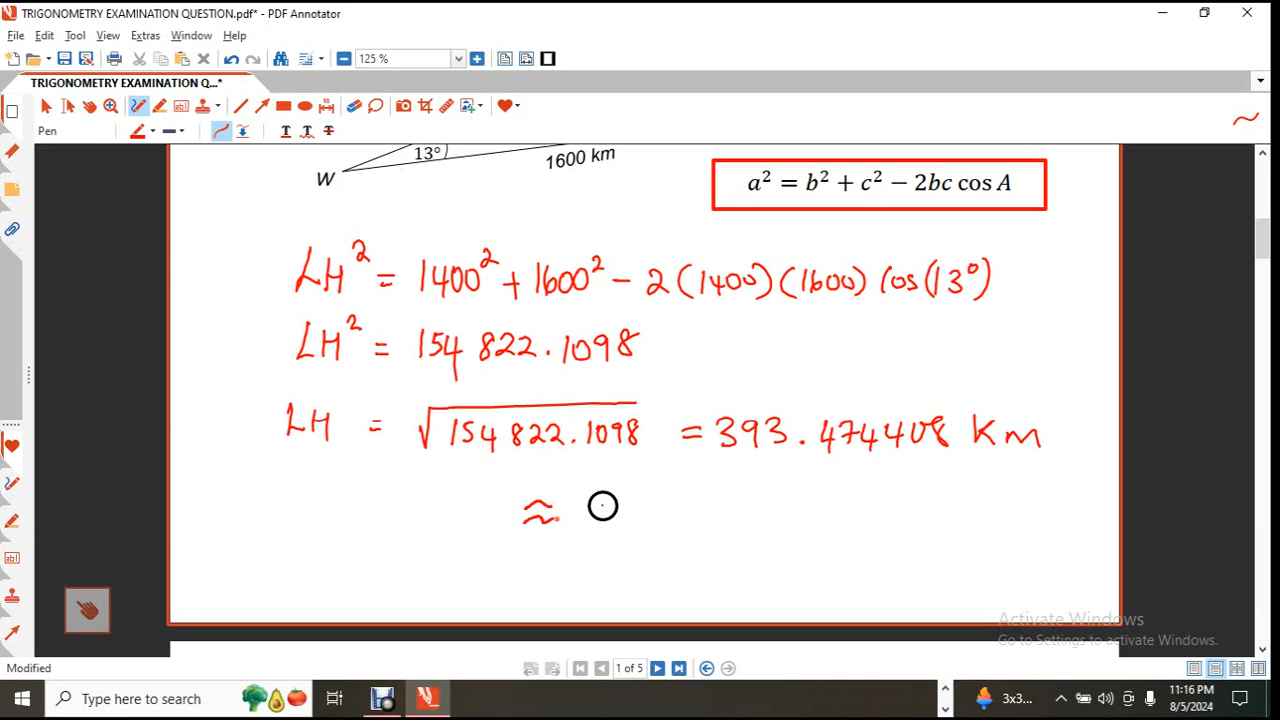 TRIGONOMETRY EXAMINATION QUESTION.pdf* - PDF Annotator
File Edit Tool View Extras Window Help
125 %
TRIGONOMETRY EXAMINATION Q...*
Pen
T T T
W 13° 1600 km
a² = b² + c² − 2bc cos A
LH² = 1400² + 1600² − 2(1400)(1600) Cos(13°)
LH² = 154 822.1098
LH = √154 822.1098 = 393.474408 Km
≈
Activate Windows
Go to Settings to activate Windows.
1 of 5
Modified
Type here to search
3x3...
11:16 PM
8/5/2024